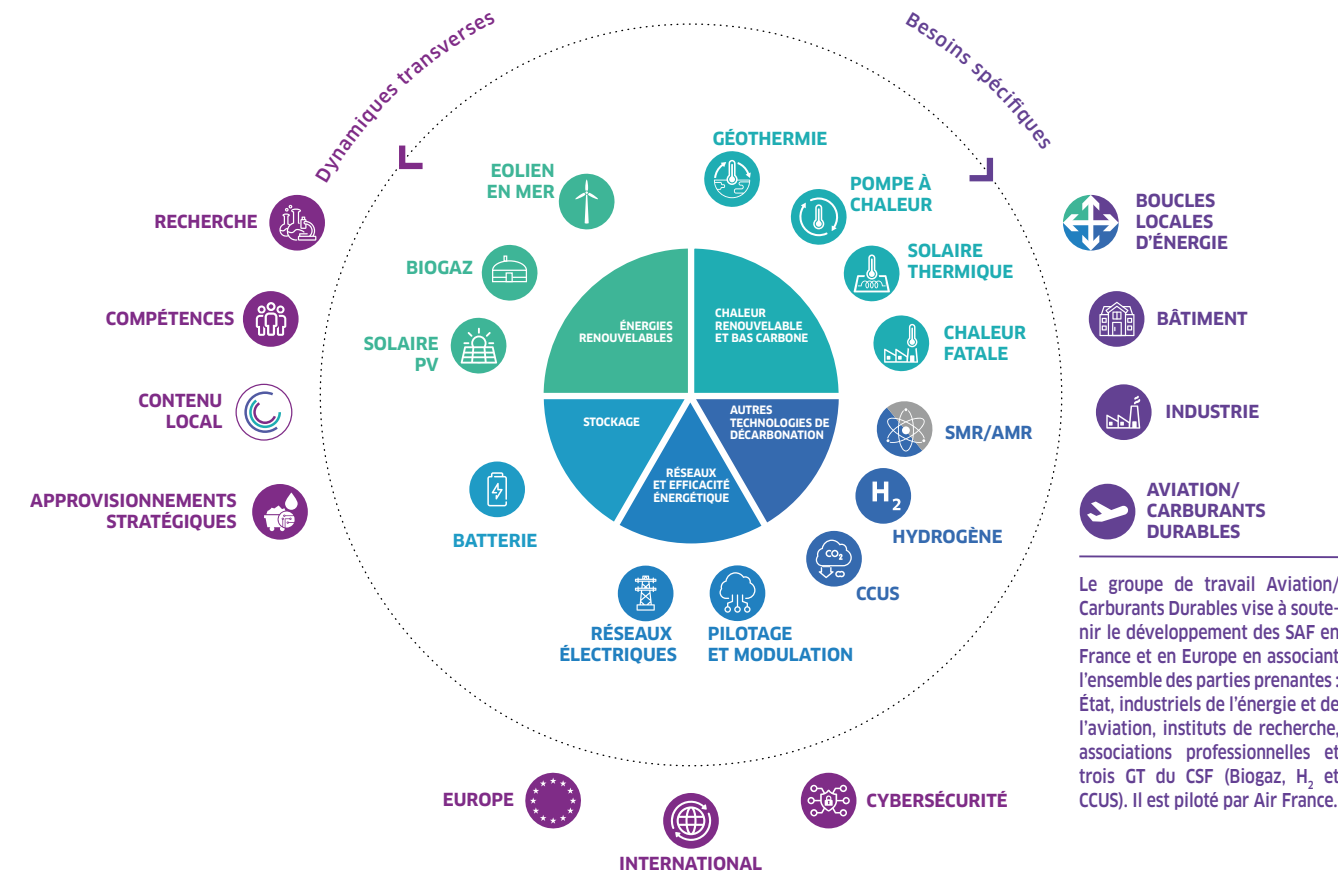 Dynamiques transverses
Besoins spécifiques
RECHERCHE
COMPÉTENCES
CONTENU
LOCAL
APPROVISIONNEMENTS
STRATÉGIQUES
EOLIEN
EN MER
BIOGAZ
SOLAIRE
PV
GÉOTHERMIE
POMPE À
CHALEUR
SOLAIRE
THERMIQUE
CHALEUR
FATALE
ÉNERGIES
RENOUVELABLES
CHALEUR
RENOUVELABLE
ET BAS CARBONE
STOCKAGE
AUTRES
TECHNOLOGIES DE
DÉCARBONATION
RÉSEAUX
ET EFFICACITÉ
ÉNERGÉTIQUE
SMR/AMR
H₂
HYDROGÈNE
CO₂
CCUS
BATTERIE
RÉSEAUX
ÉLECTRIQUES
PILOTAGE
ET MODULATION
EUROPE
INTERNATIONAL
CYBERSÉCURITÉ
BOUCLES
LOCALES
D'ÉNERGIE
BÂTIMENT
INDUSTRIE
AVIATION/
CARBURANTS
DURABLES
Le groupe de travail Aviation/
Carburants Durables vise à soute-
nir le développement des SAF en
France et en Europe en associant
l'ensemble des parties prenantes :
État, industriels de l'énergie et de
l'aviation, instituts de recherche,
associations professionnelles et
trois GT du CSF (Biogaz, H₂ et
CCUS). Il est piloté par Air France.